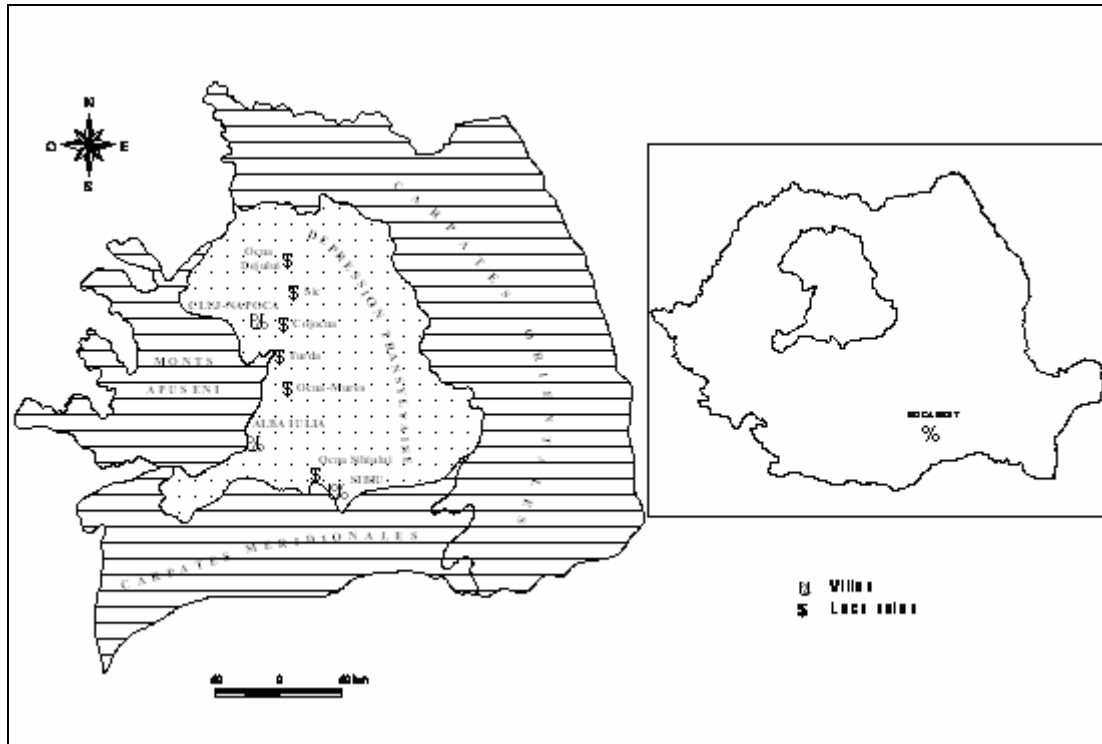 N
O E
S
CARPATES ORIENTALES
DEPRESSION TRANSYLVAINE
Ocna
Dejului
Sic
CLUJ-NAPOCA
Cojocna
Turda
MONTS
APUSENI
Ocna-Mures
ALBA IULIA
Ocna Sibiului
SIBIU
CARPATES MERIDIONALES
BUCAREST
%
Villes
$ Lacs salés
40 0 40 km